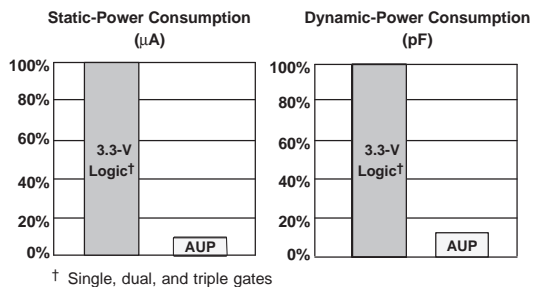 Static-Power Consumption
(µA)
100%
80%
60%
40%
20%
0%
3.3-V
Logic†
AUP
Dynamic-Power Consumption
(pF)
100%
80%
60%
40%
20%
0%
3.3-V
Logic†
AUP
† Single, dual, and triple gates